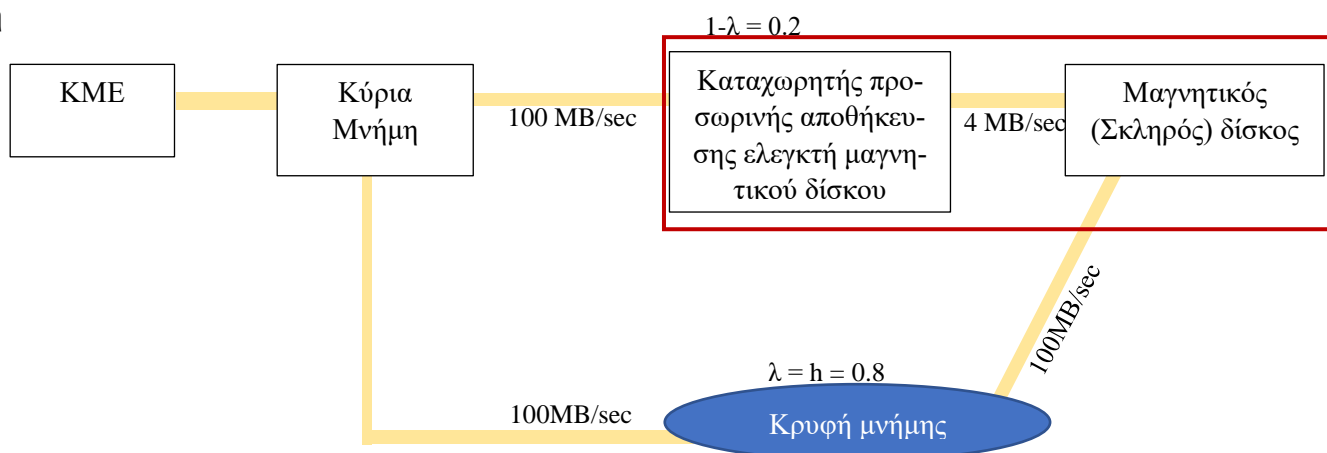 1-λ = 0.2
ΚΜΕ
Κύρια
Μνήμη
100 MB/sec
Καταχωρητής προ-
σωρινής αποθήκευ-
σης ελεγκτή μαγνη-
τικού δίσκου
4 MB/sec
Μαγνητικός
(Σκληρός) δίσκος
100MB/sec
λ = h = 0.8
100MB/sec
Κρυφή μνήμης